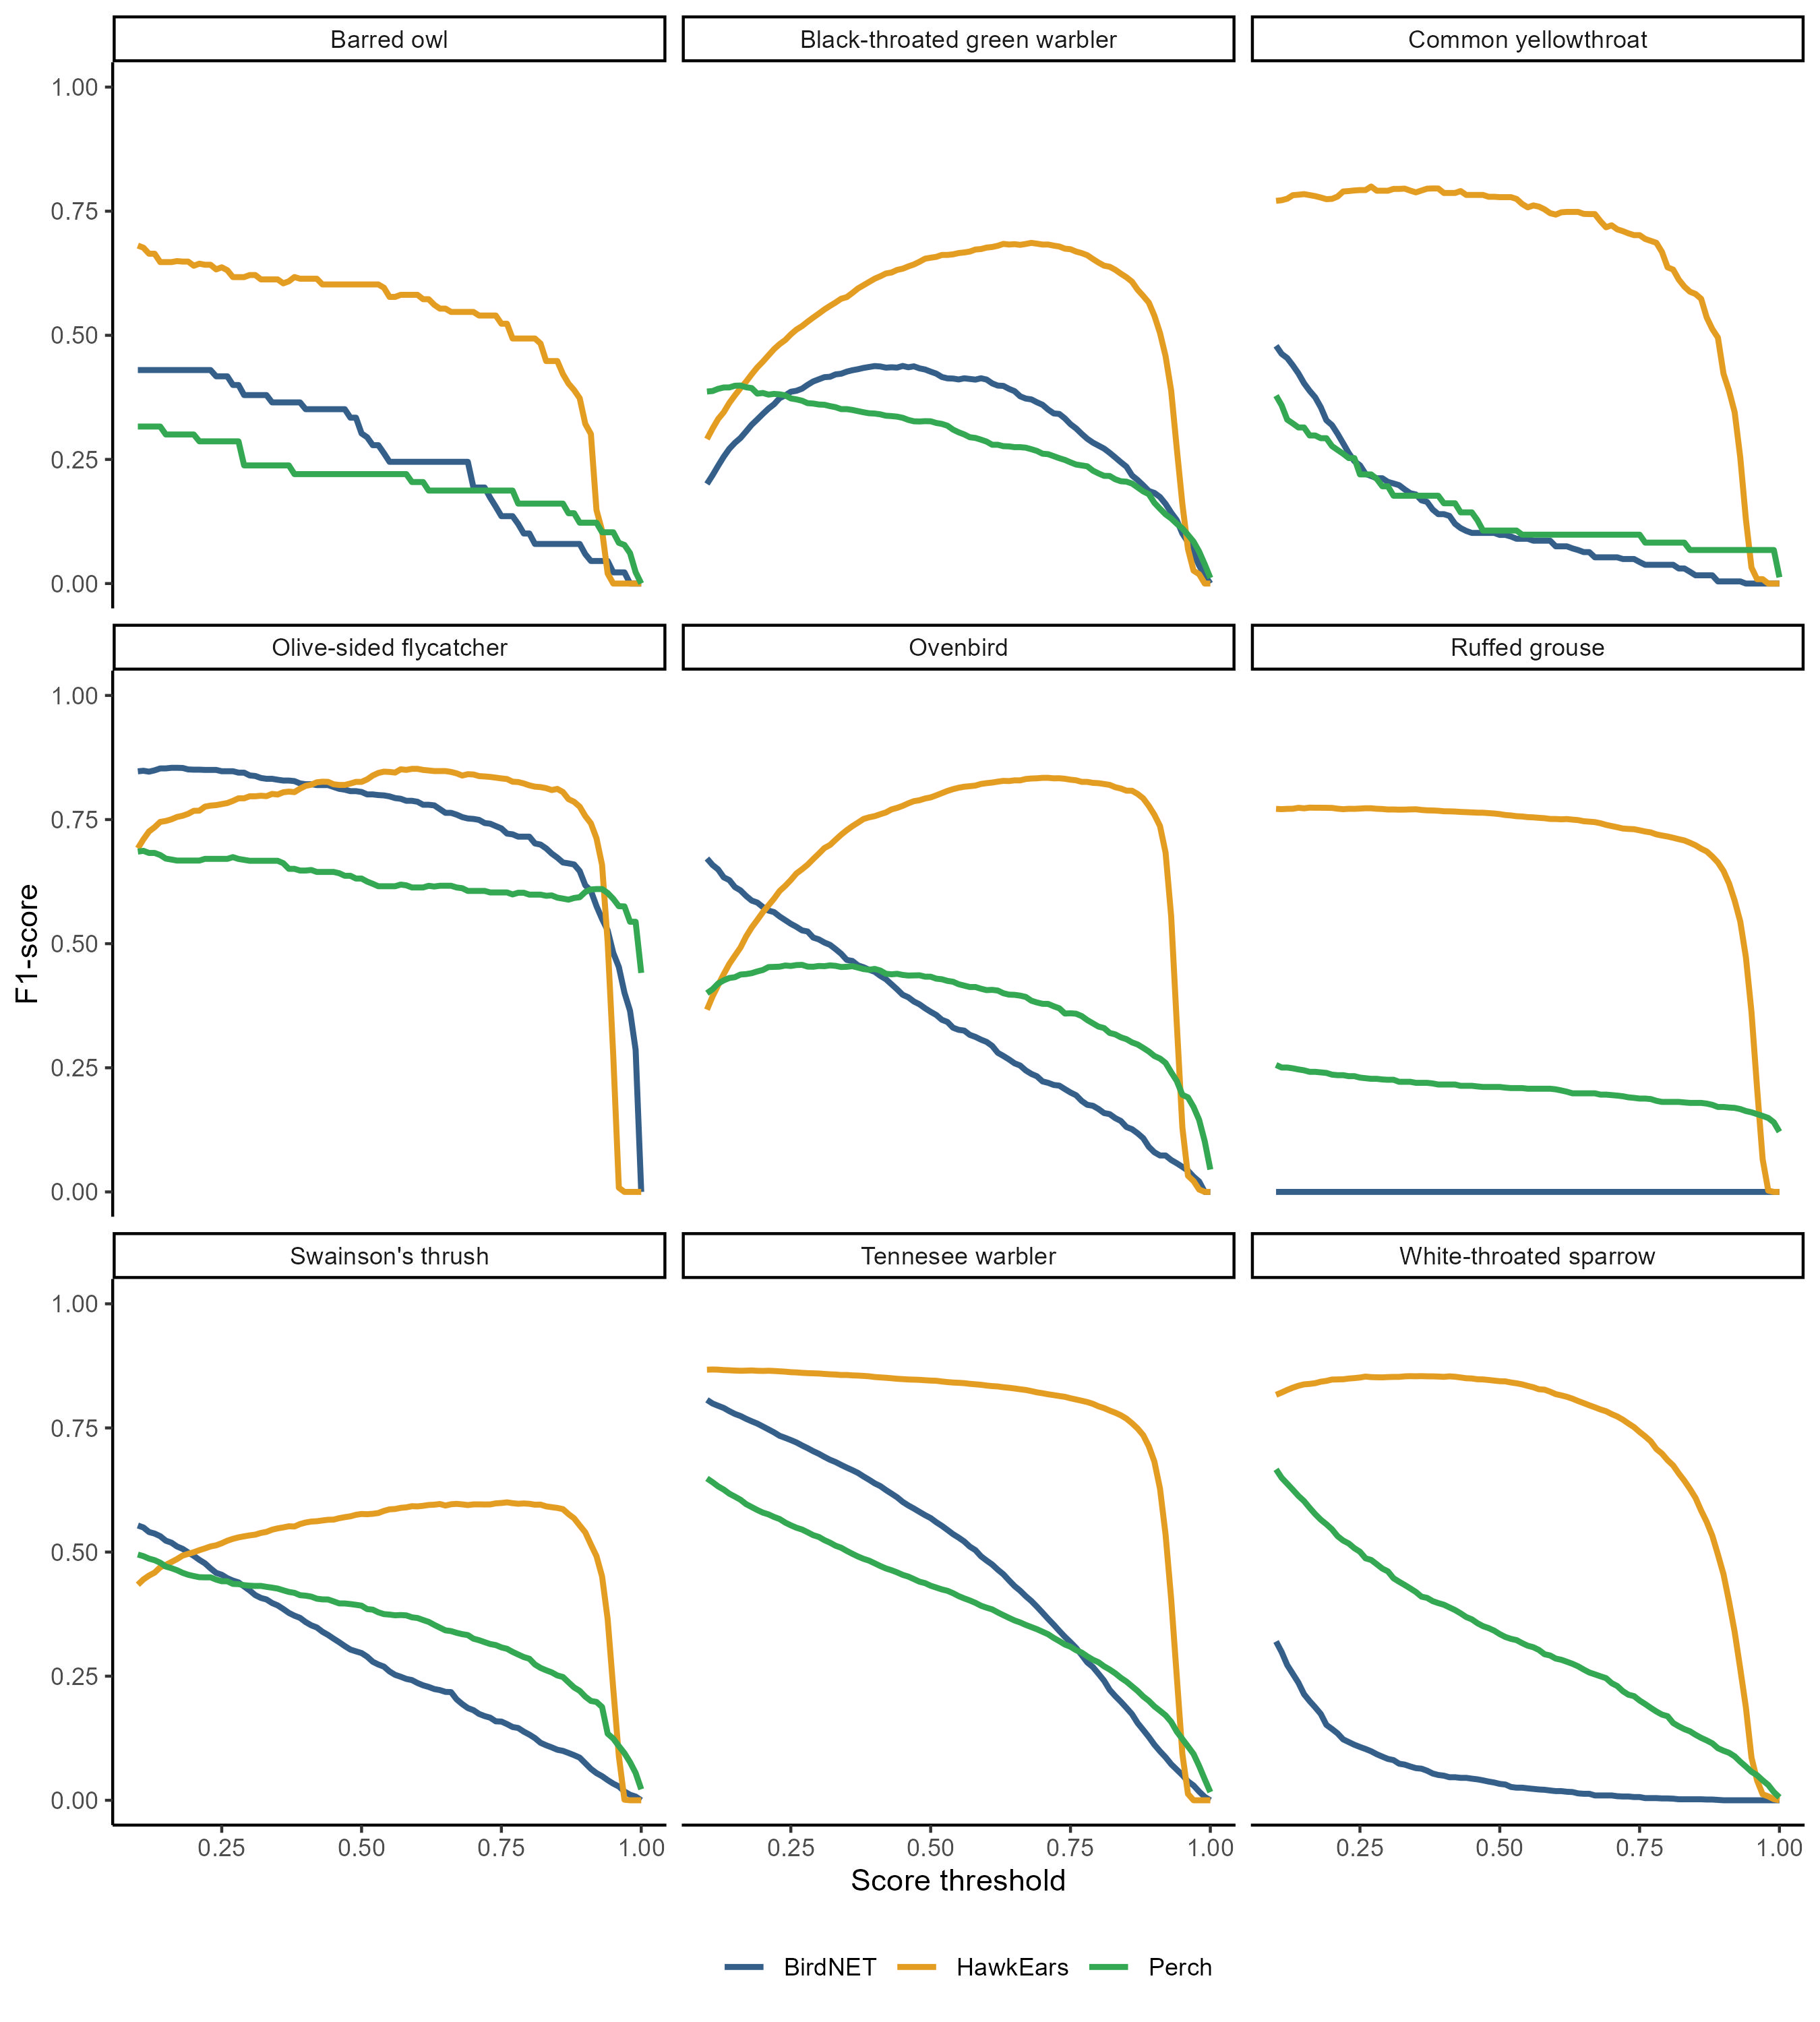 Barred owl
Black-throated green warbler
Common yellowthroat
1.00
0.75
0.50
0.25
0.00
Olive-sided flycatcher
Ovenbird
Ruffed grouse
1.00
0.75
0.50
0.25
0.00
F1-score
Swainson's thrush
Tennesee warbler
White-throated sparrow
1.00
0.75
0.50
0.25
0.00
0.25 0.50 0.75 1.00
0.25 0.50 0.75 1.00
0.25 0.50 0.75 1.00
Score threshold
BirdNET HawkEars Perch